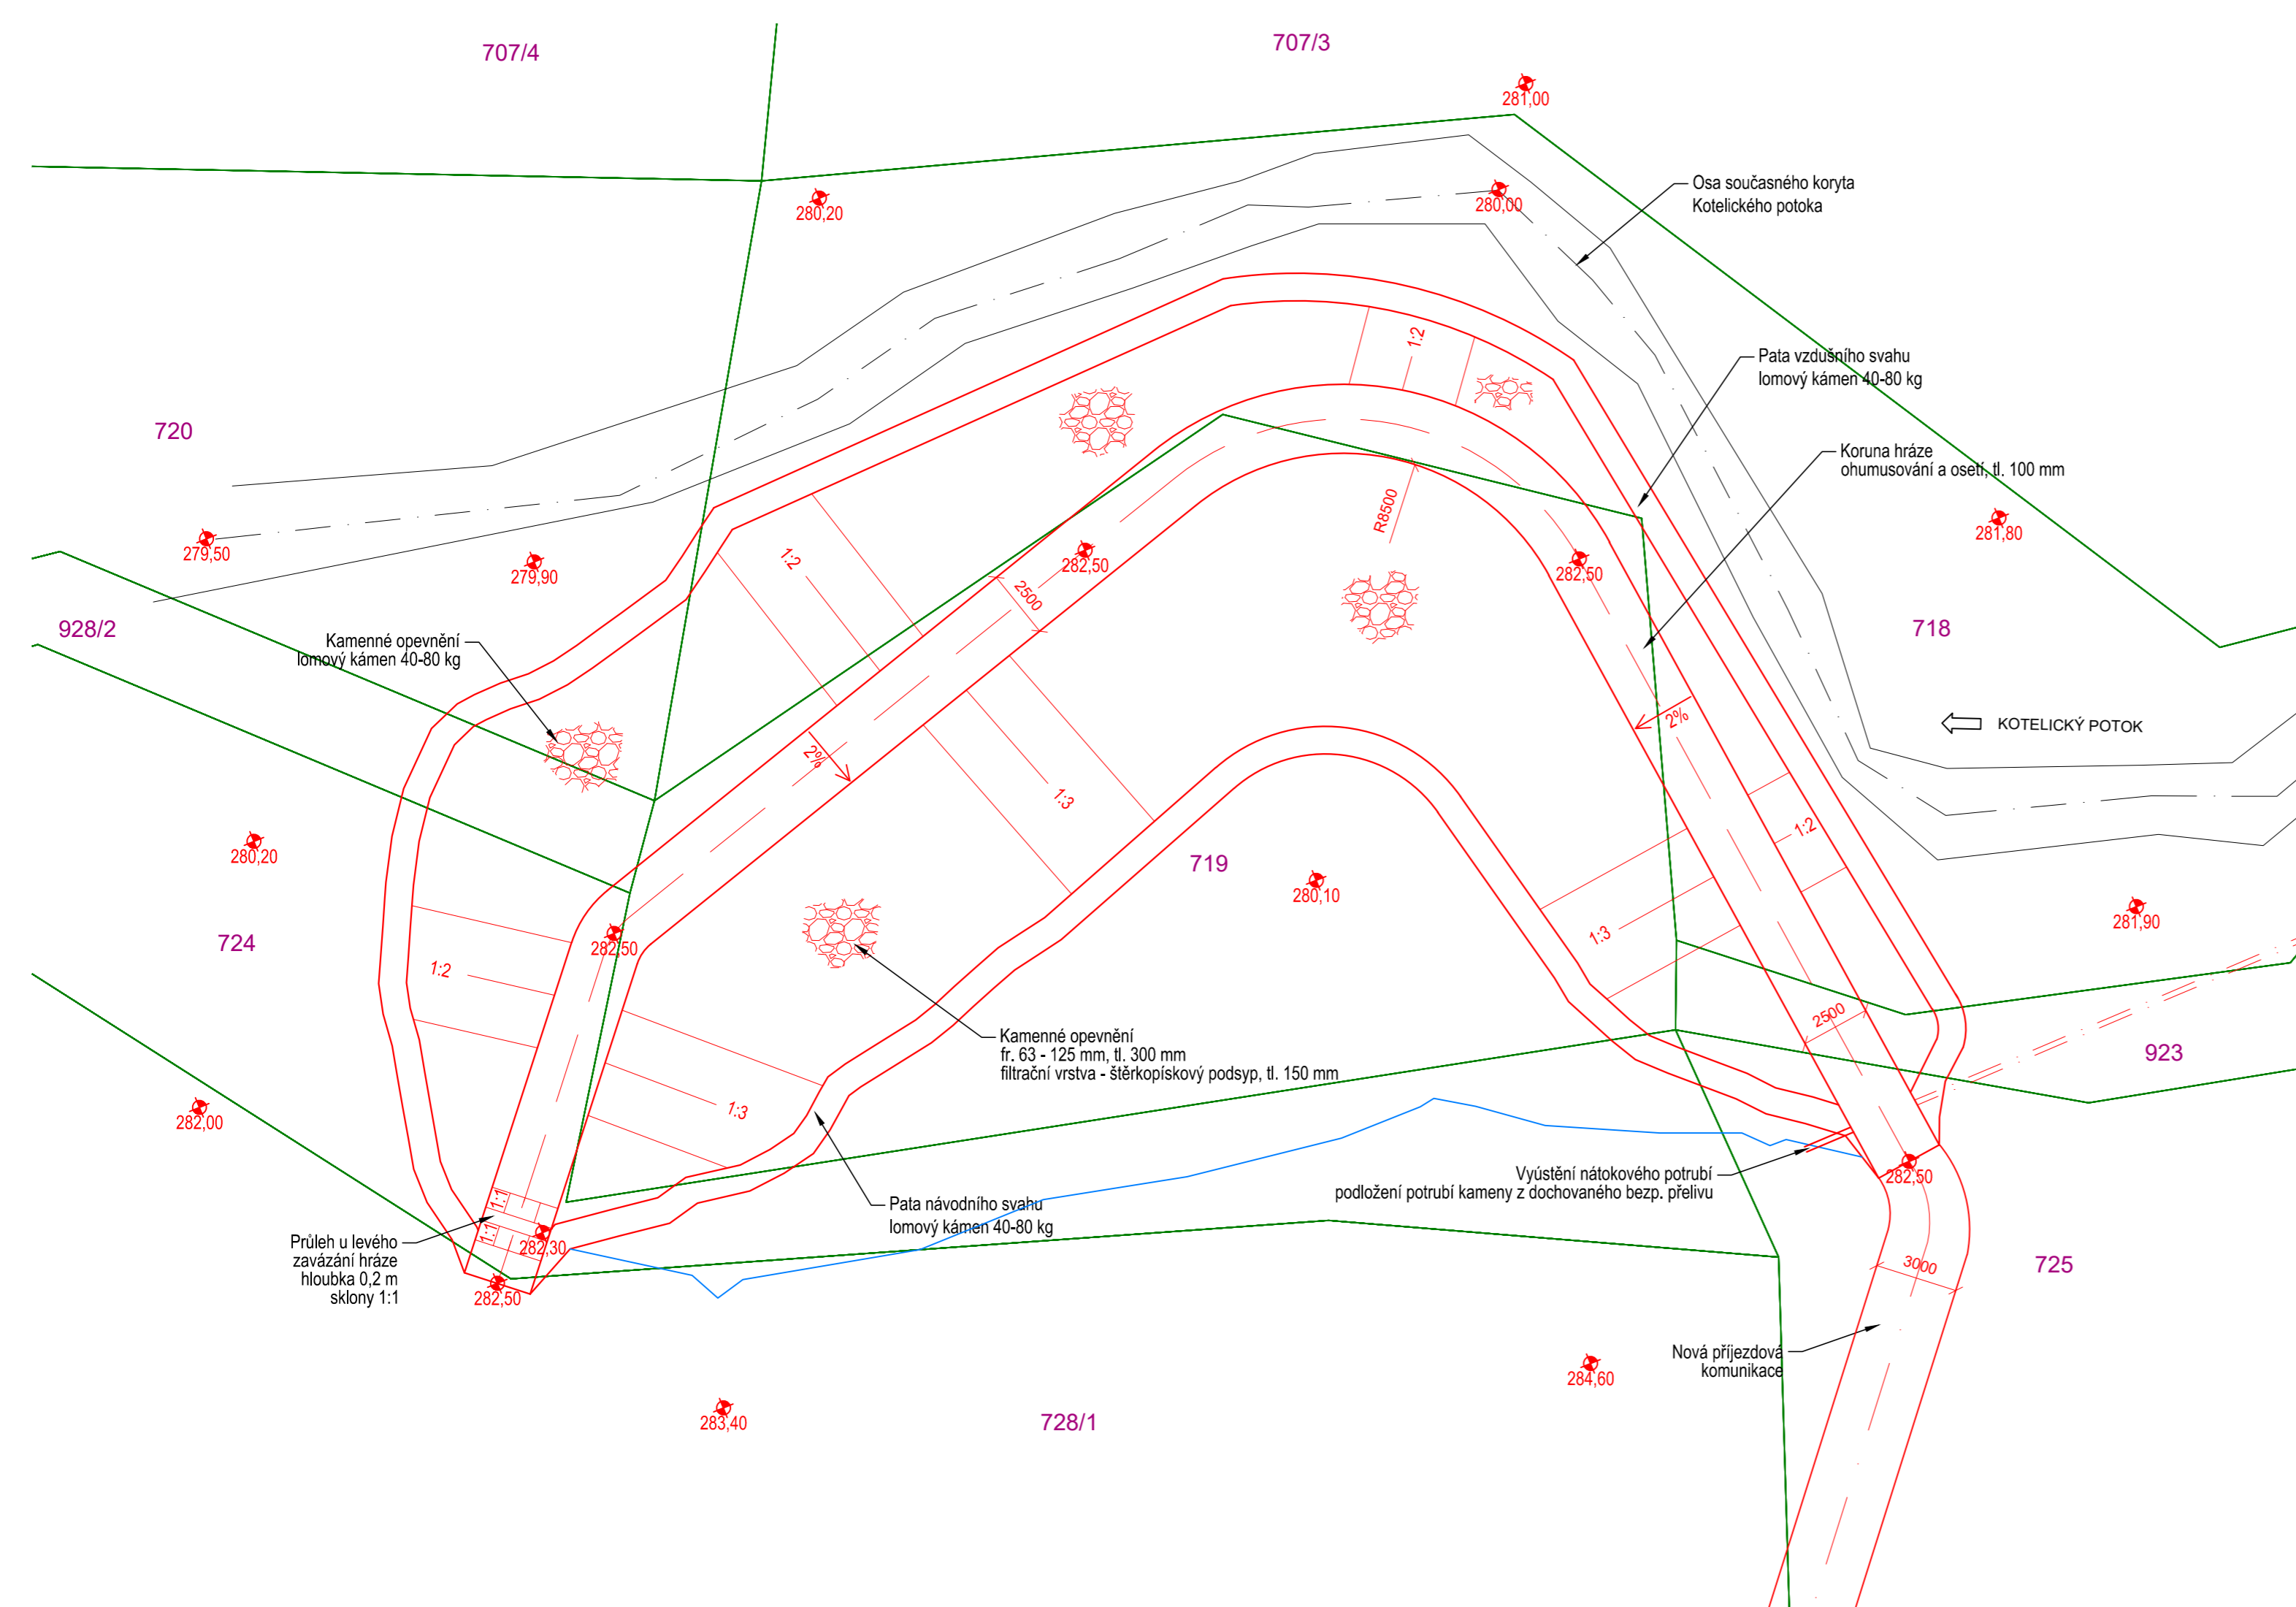 707/4
707/3
281,00
Osa současného koryta
Kotelického potoka
280,20
280,00
1:2
Pata vzdušního svahu
lomový kámen 40-80 kg
720
Koruna hráze
ohumusování a osetí, tl. 100 mm
R8500
281,80
279,50
279,90
1:2
282,50
282,50
2500
928/2
718
Kamenné opevnění
lomový kámen 40-80 kg
2%
2%
KOTELICKÝ POTOK
1:3
1:2
280,20
719
280,10
281,90
724
282,50
1:3
1:2
2500
Kamenné opevnění
fr. 63 - 125 mm, tl. 300 mm
filtrační vrstva - štěrkopískový podsyp, tl. 150 mm
923
282,00
1:3
Vyústění nátokového potrubí
podložení potrubí kameny z dochovaného bezp. přelivu
282,50
1:1
1:1
Pata návodního svahu
lomový kámen 40-80 kg
Průleh u levého
zavázání hráze
hloubka 0,2 m
sklony 1:1
282,30
282,50
3000
725
Nová příjezdová
komunikace
284,60
283,40
728/1